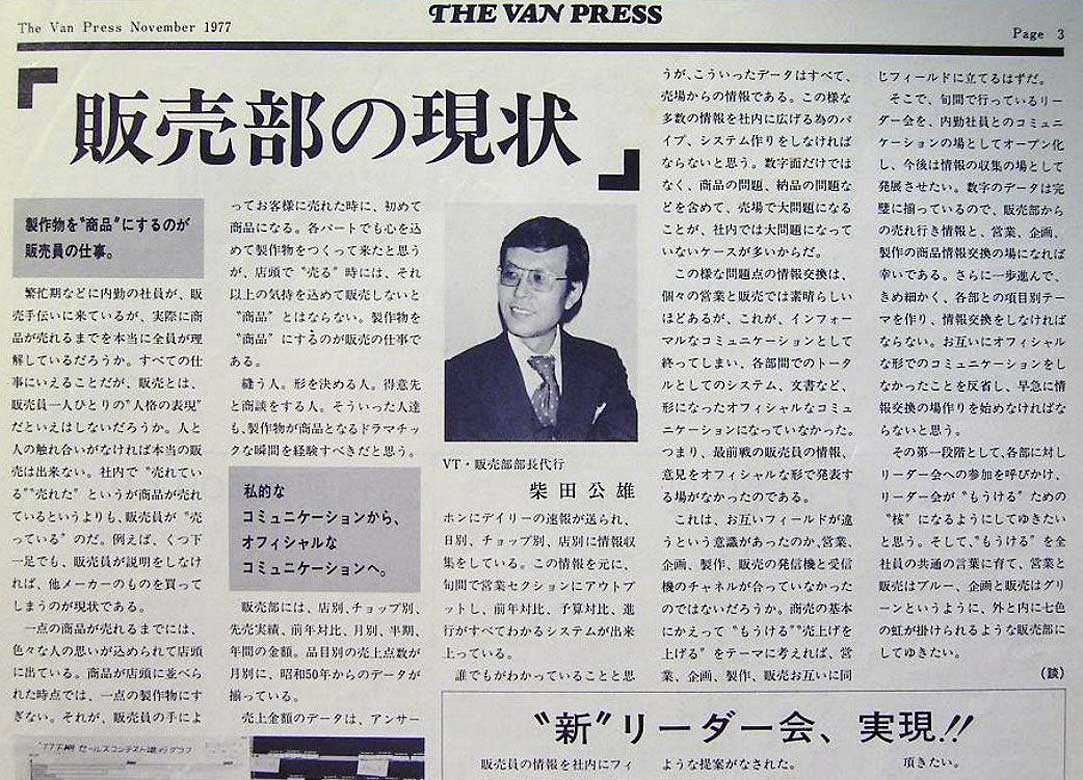 The Van Press November 1977
THE VAN PRESS
Page 3
「販売部の現状」
製作物を〝商品〟にするのが
販売員の仕事。
繁忙期などに内勤の社員が、販
売手伝いに来ているが、実際に商
品が売れるまでを本当に全員が理
解しているだろうか。すべての仕
事にいえることだが、販売とは、
販売員一人ひとりの〝人格の表現〟
だといえはしないだろうか。人と
人の触れ合いがなければ本当の販
売は出来ない。社内で〝売れてい
る〟〝売れた〟というが商品が売れ
ているというよりも、販売員が〝売
っている〟のだ。例えば、くつ下
一足でも、販売員が説明をしなけ
れば、他メーカーのものを買って
しまうのが現状である。
一点の商品が売れるまでには、
色々な人の思いが込められて店頭
に出ている。商品が店頭に並べら
れた時点では、一点の製作物にす
ぎない。それが、販売員の手によ
ってお客様に売れた時に、初めて
商品になる。各パートでも心を込
めて製作物をつくって来たと思う
が、店頭で〝売る〟時には、それ
以上の気持を込めて販売しないと
〝商品〟とはならない。製作物を
〝商品〟にするのが販売の仕事で
ある。
縫う人。形を決める人。得意先
と商談をする人。そういった人達
も、製作物が商品となるドラマチッ
クな瞬間を経験すべきだと思う。
私的な
コミュニケーションから、
オフィシャルな
コミュニケーションへ。
販売部には、店別、チョップ別、
先売実績、前年対比、月別、半期、
年間の金額。品目別の売上点数が
月別に、昭和50年からのデータが
揃っている。
売上金額のデータは、アンサー
VT・販売部部長代行
柴田公雄
ホンにデイリーの速報が送られ、
日別、チョップ別、店別に情報収
集をしている。この情報を元に、
旬間で営業セクションにアウトプ
ットし、前年対比、予算対比、進
行がすべてわかるシステムが出来
上っている。
誰でもがわかっていることと思
うが、こういったデータはすべて、
売場からの情報である。この様な
多数の情報を社内に広げる為のパ
イプ、システム作りをしなければ
ならないと思う。数字面だけでは
なく、商品の問題、納品の問題な
どを含めて、売場で大問題になる
ことが、社内では大問題になって
いないケースが多いからだ。
この様な問題点の情報交換は、
個々の営業と販売では素晴らしい
ほどあるが、これが、インフォー
マルなコミュニケーションとして
終ってしまい、各部間でのトータ
ルとしてのシステム、文書など、
形になったオフィシャルなコミュ
ニケーションになっていなかった。
つまり、最前戦の販売員の情報、
意見をオフィシャルな形で発表す
る場がなかったのである。
これは、お互いフィールドが違
うという意識があったのか、営業、
企画、製作、販売の発信機と受信
機のチャネルが合っていなかった
のではないだろうか。商売の基本
にかえって〝もうける〟〝売上げを
上げる〟をテーマに考えれば、営
業、企画、製作、販売お互いに同
じフィールドに立てるはずだ。
そこで、旬間で行っているリー
ダー会を、内勤社員とのコミュニ
ケーションの場としてオープン化
し、今後は情報の収集の場として
発展させたい。数字のデータは完
璧に揃っているので、販売部から
の売れ行き情報と、営業、企画、
製作の商品情報交換の場になれば
幸いである。さらに一歩進んで、
きめ細かく、各部との項目別テー
マを作り、情報交換をしなければ
ならない。お互いにオフィシャル
な形でのコミュニケーションをし
なかったことを反省し、早急に情
報交換の場作りを始めなければな
らないと思う。
その第一段階として、各部に対し
リーダー会への参加を呼びかけ、
リーダー会が〝もうける〟ための
〝核〟になるようにしてゆきたい
と思う。そして、〝もうける〟を全
社員の共通の言葉に育て、営業と
販売はブルー、企画と販売はグリ
ーンというように、外と内に七色
の虹が掛けられるような販売部に
してゆきたい。
(談)
〝新〟リーダー会、実現!!
販売員の情報を社内にフィ
ような提案がなされた。
頂きたい。
セールスコンテスト進行グラフ